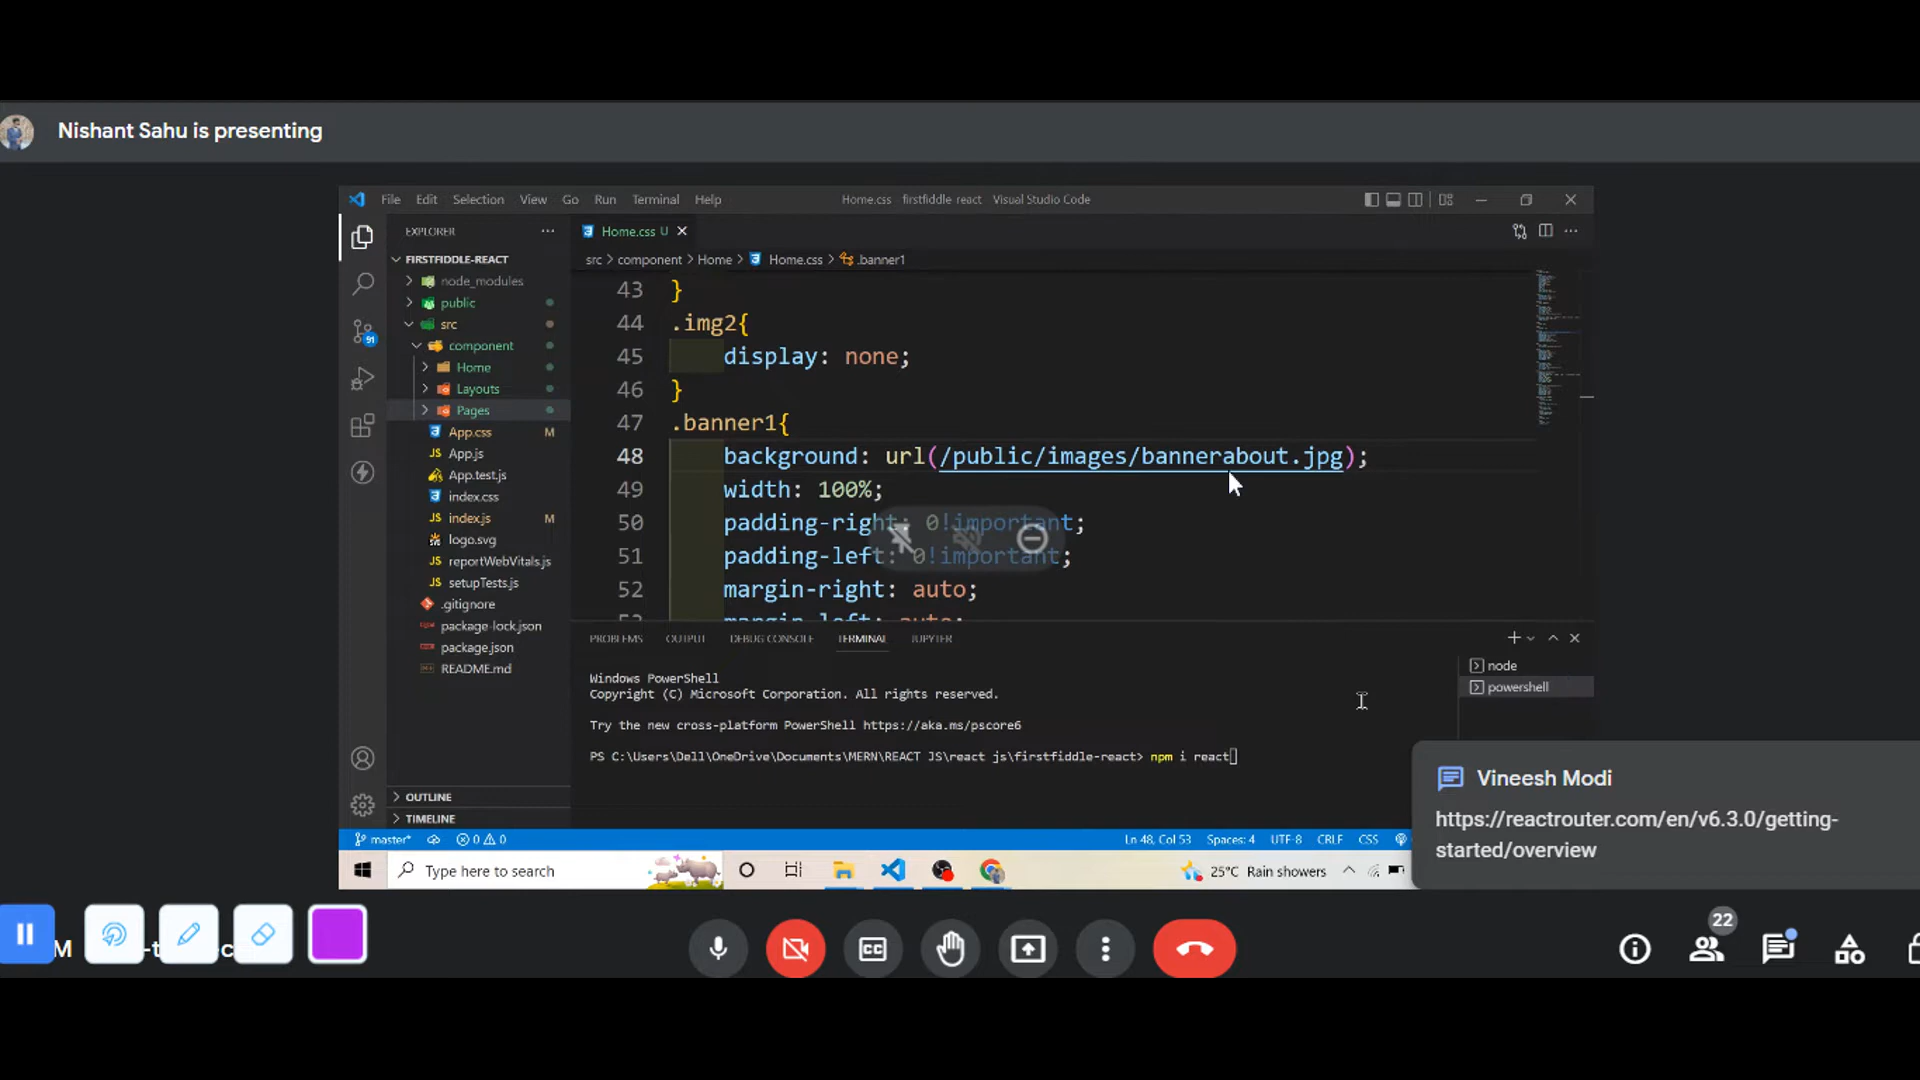 Nishant Sahu is presenting
File Edit Selection View Go Run Terminal Help
Home.css firstfiddle react Visual Studio Code
EXPLORER
Home.css U
src > component > Home > Home.css > .banner1
FIRSTFIDDLE-REACT
node_modules
public
src
component
Home
Layouts
Pages
App.css M
App.js
App.test.js
index.css
index.js M
logo.svg
reportWebVitals.js
setupTests.js
.gitignore
package-lock.json
package.json
README.md
OUTLINE
TIMELINE
91
43 }
44 .img2{
45 display: none;
46 }
47 .banner1{
48 background: url(/public/images/bannerabout.jpg);
49 width: 100%;
50 padding-right: 0!important;
51 padding-left: 0!important;
52 margin-right: auto;
53 margin-left: auto;
PROBLEMS OUTPUT DEBUG CONSOLE TERMINAL JUPYTER
node
powershell
Windows PowerShell
Copyright (C) Microsoft Corporation. All rights reserved.
Try the new cross-platform PowerShell https://aka.ms/pscore6
PS C:\Users\Dell\OneDrive\Documents\MERN\REACT JS\react js\firstfiddle-react> npm i react
master* 0 0
Ln 48, Col 53 Spaces: 4 UTF-8 CRLF CSS
Type here to search
25°C Rain showers
Vineesh Modi
https://reactrouter.com/en/v6.3.0/getting-
started/overview
CC
22